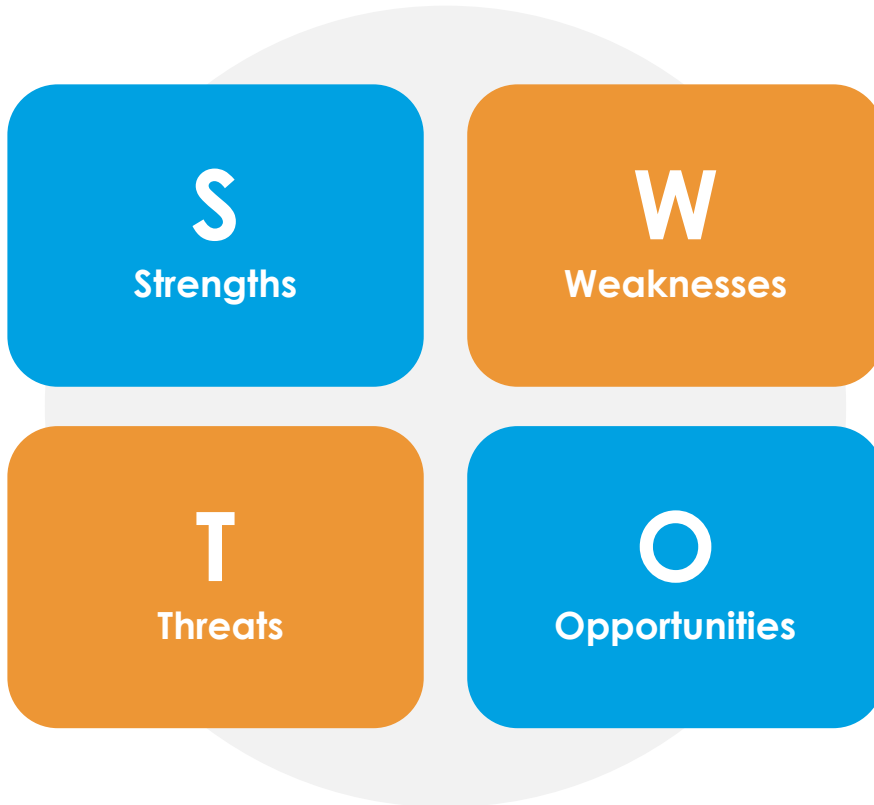 S
Strengths
W
Weaknesses
T
Threats
O
Opportunities